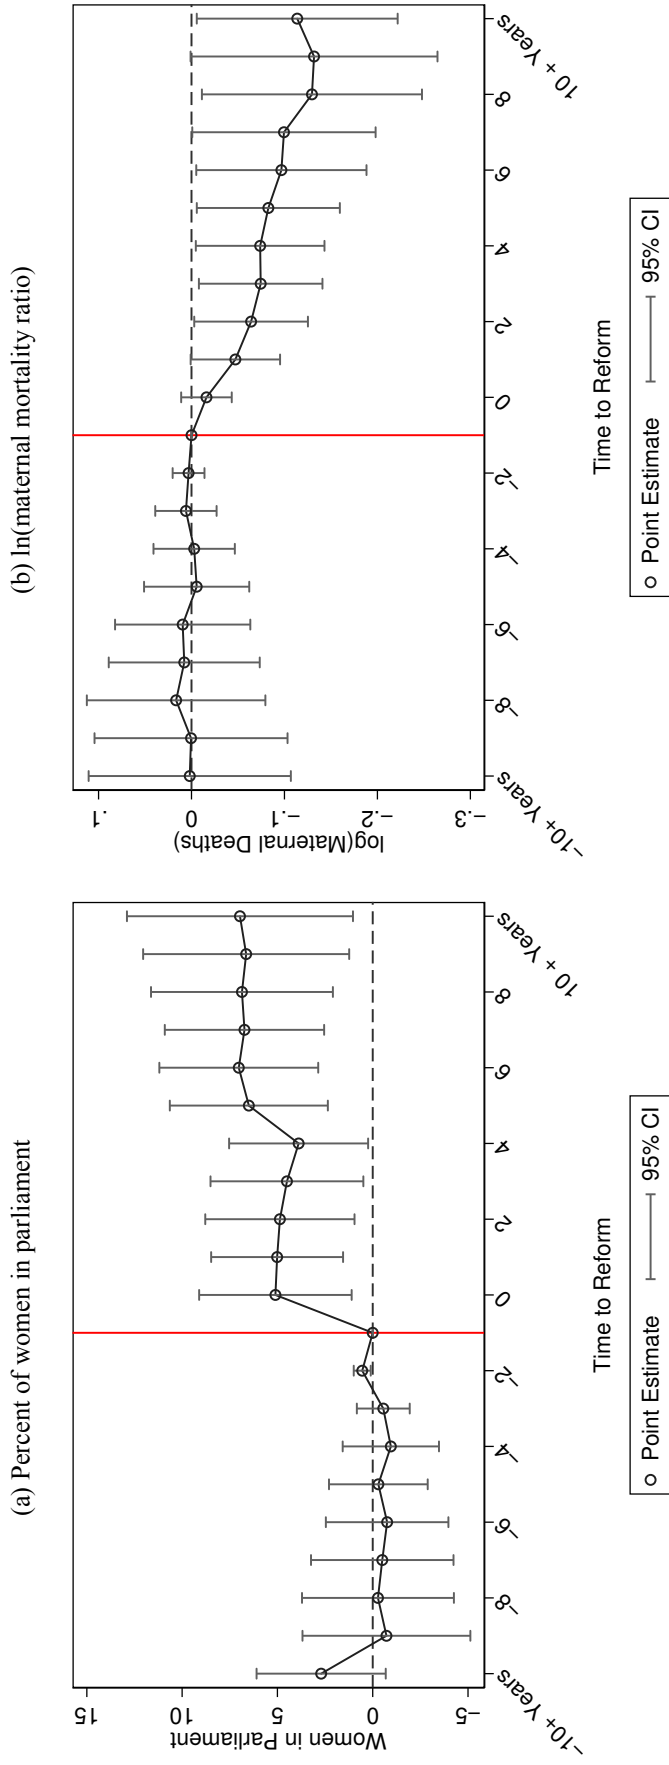 (a) Percent of women in parliament
Women in Parliament
15
10
5
0
−5
−10+ Years
−8
−6
−4
−2
0
2
4
6
8
10 + Years
Time to Reform
Point Estimate
95% CI
(b) ln(maternal mortality ratio)
log(Maternal Deaths)
.1
0
−.1
−.2
−.3
−10+ Years
−8
−6
−4
−2
0
2
4
6
8
10 + Years
Time to Reform
Point Estimate
95% CI